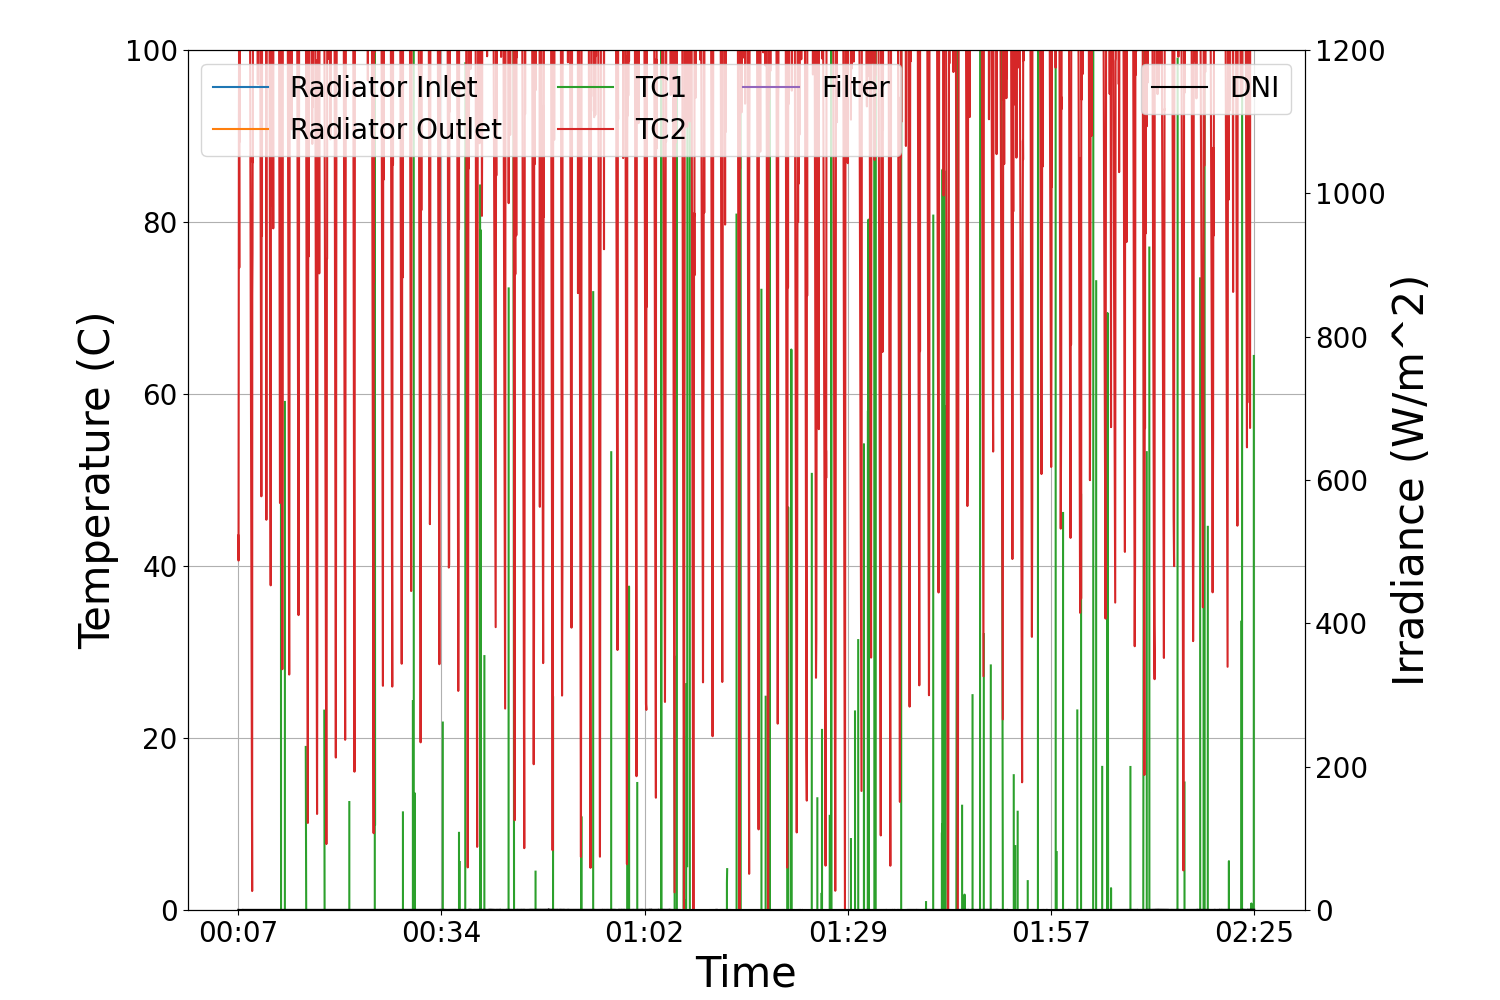 Radiator Inlet
Radiator Outlet
TC1
TC2
Filter
DNI
Temperature (C)
100
80
60
40
20
0
Irradiance (W/m^2)
1200
1000
800
600
400
200
0
00:07 00:34 01:02 01:29 01:57 02:25
Time